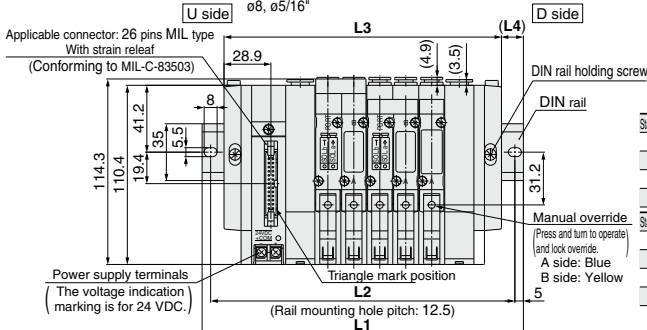 U side
ø8, ø5/16"
D side
L3
(L4)
Applicable connector: 26 pins MIL type
With strain releaf
(Conforming to MIL-C-83503)
28.9
(4.9)
(3.5)
DIN rail holding screw
DIN rail
8
41.2
35
5.5
19.4
114.3
110.4
31.2
Manual override
(Press and turn to operate
and lock override.)
A side: Blue
B side: Yellow
24VDC
Power supply terminals
(The voltage indication
marking is for 24 VDC.)
Triangle mark position
L2
5
(Rail mounting hole pitch: 12.5)
L1